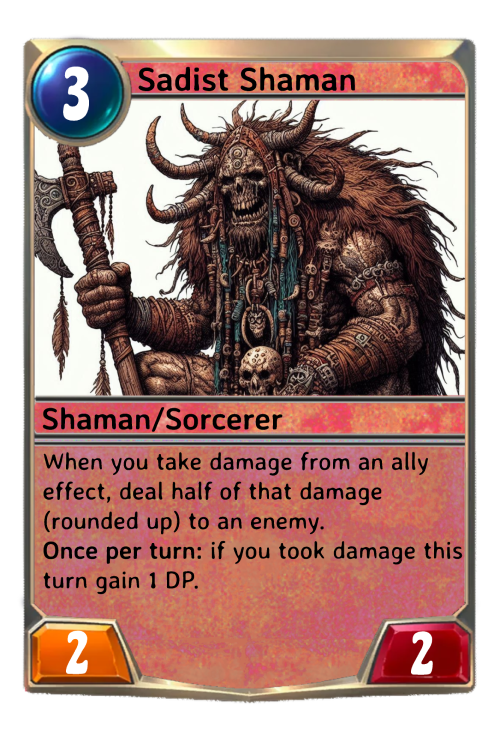 3
Sadist Shaman
Shaman/Sorcerer
When you take damage from an ally
effect, deal half of that damage
(rounded up) to an enemy.
Once per turn: if you took damage this
turn gain 1 DP.
2
2